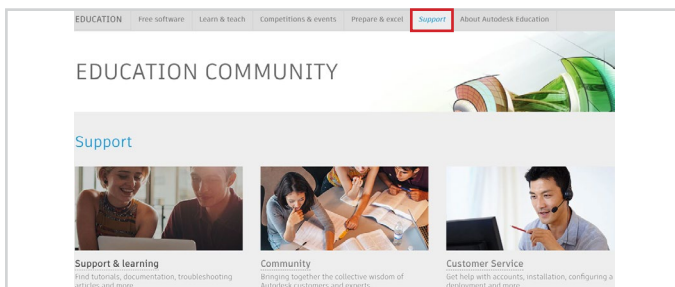 EDUCATION Free software Learn & teach Competitions & events Prepare & excel Support About Autodesk Education
EDUCATION COMMUNITY
Support
Support & learning
Find tutorials, documentation, troubleshooting
articles and more.
Community
Bringing together the collective wisdom of
Autodesk customers and experts.
Customer Service
Get help with accounts, installation, configuring a
deployment and more.